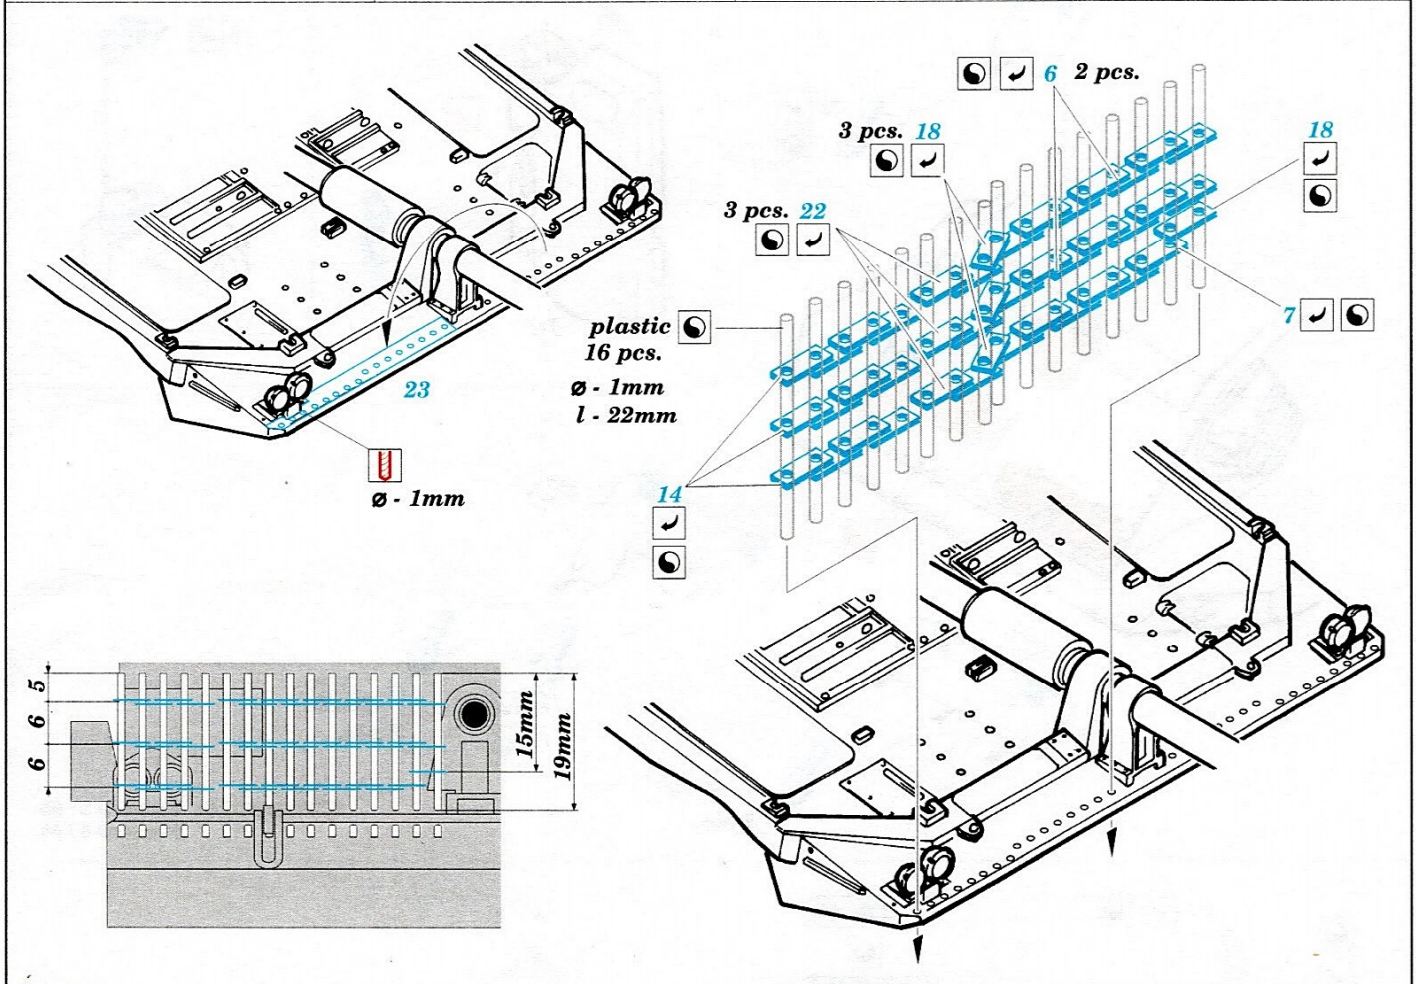 6 2 pcs.
3 pcs. 18
18
3 pcs. 22
7
plastic
16 pcs.
ø - 1mm
l - 22mm
23
ø - 1mm
14
5
6
6
15mm
19mm